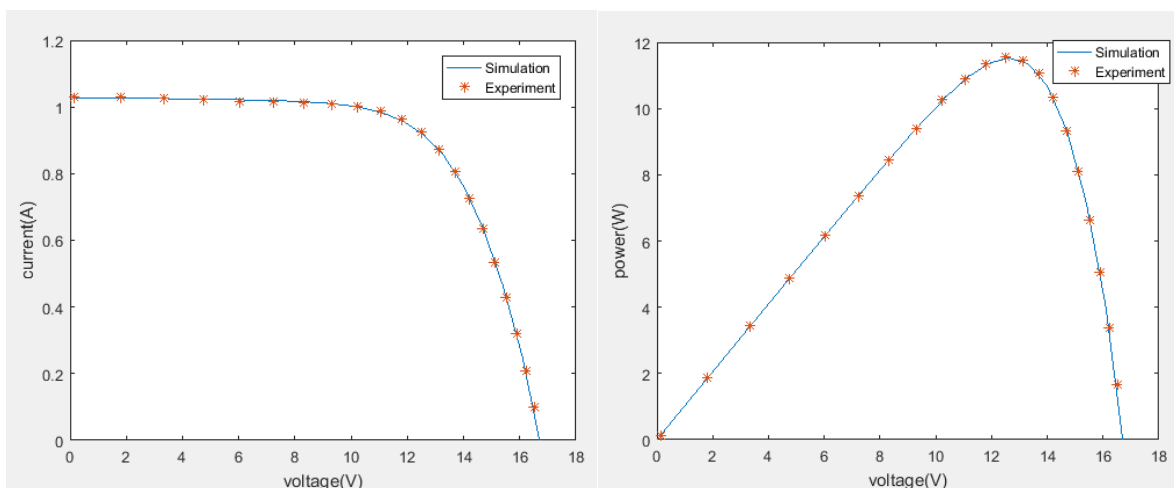 1.2
1
0.8
0.6
0.4
0.2
0
current(A)
Simulation
Experiment
0 2 4 6 8 10 12 14 16 18
voltage(V)
12
10
8
6
4
2
0
power(W)
Simulation
Experiment
0 2 4 6 8 10 12 14 16 18
voltage(V)